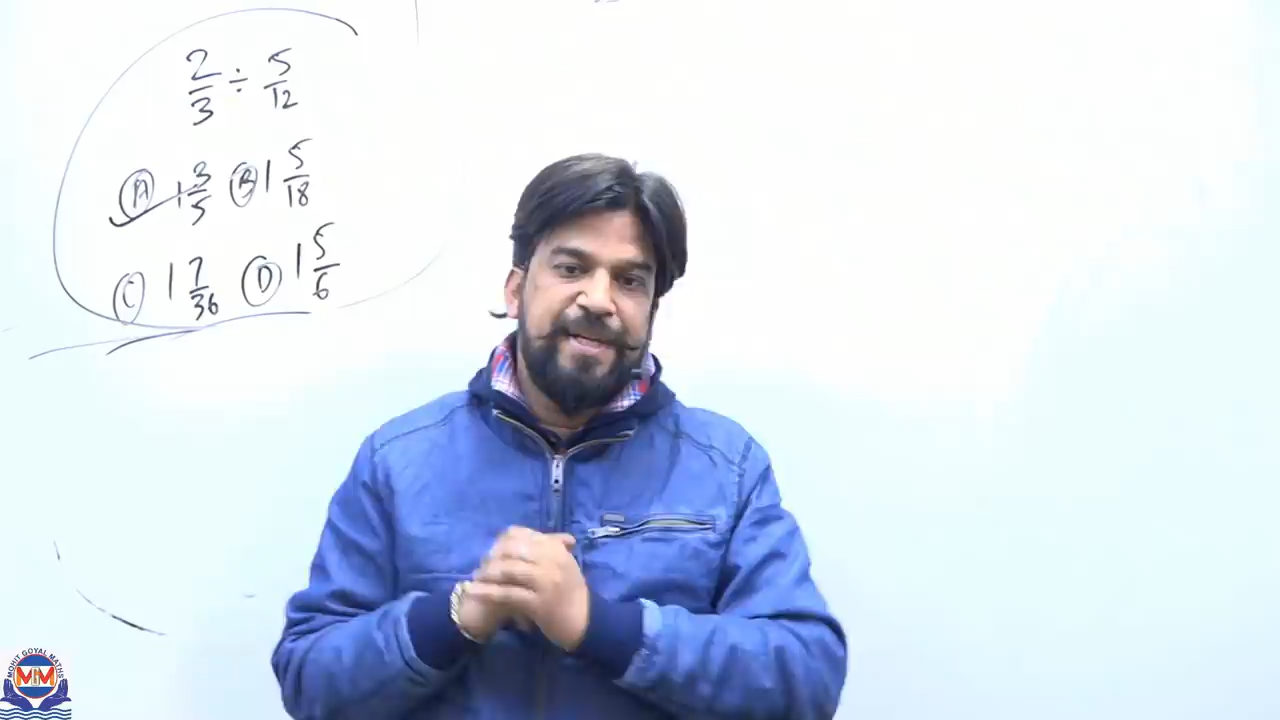 2/3 ÷ 5/12
(A) 1 3/5 (B) 1 5/18
(C) 1 7/36 (D) 1 5/6
MOHIT GOYAL MATHS
MM